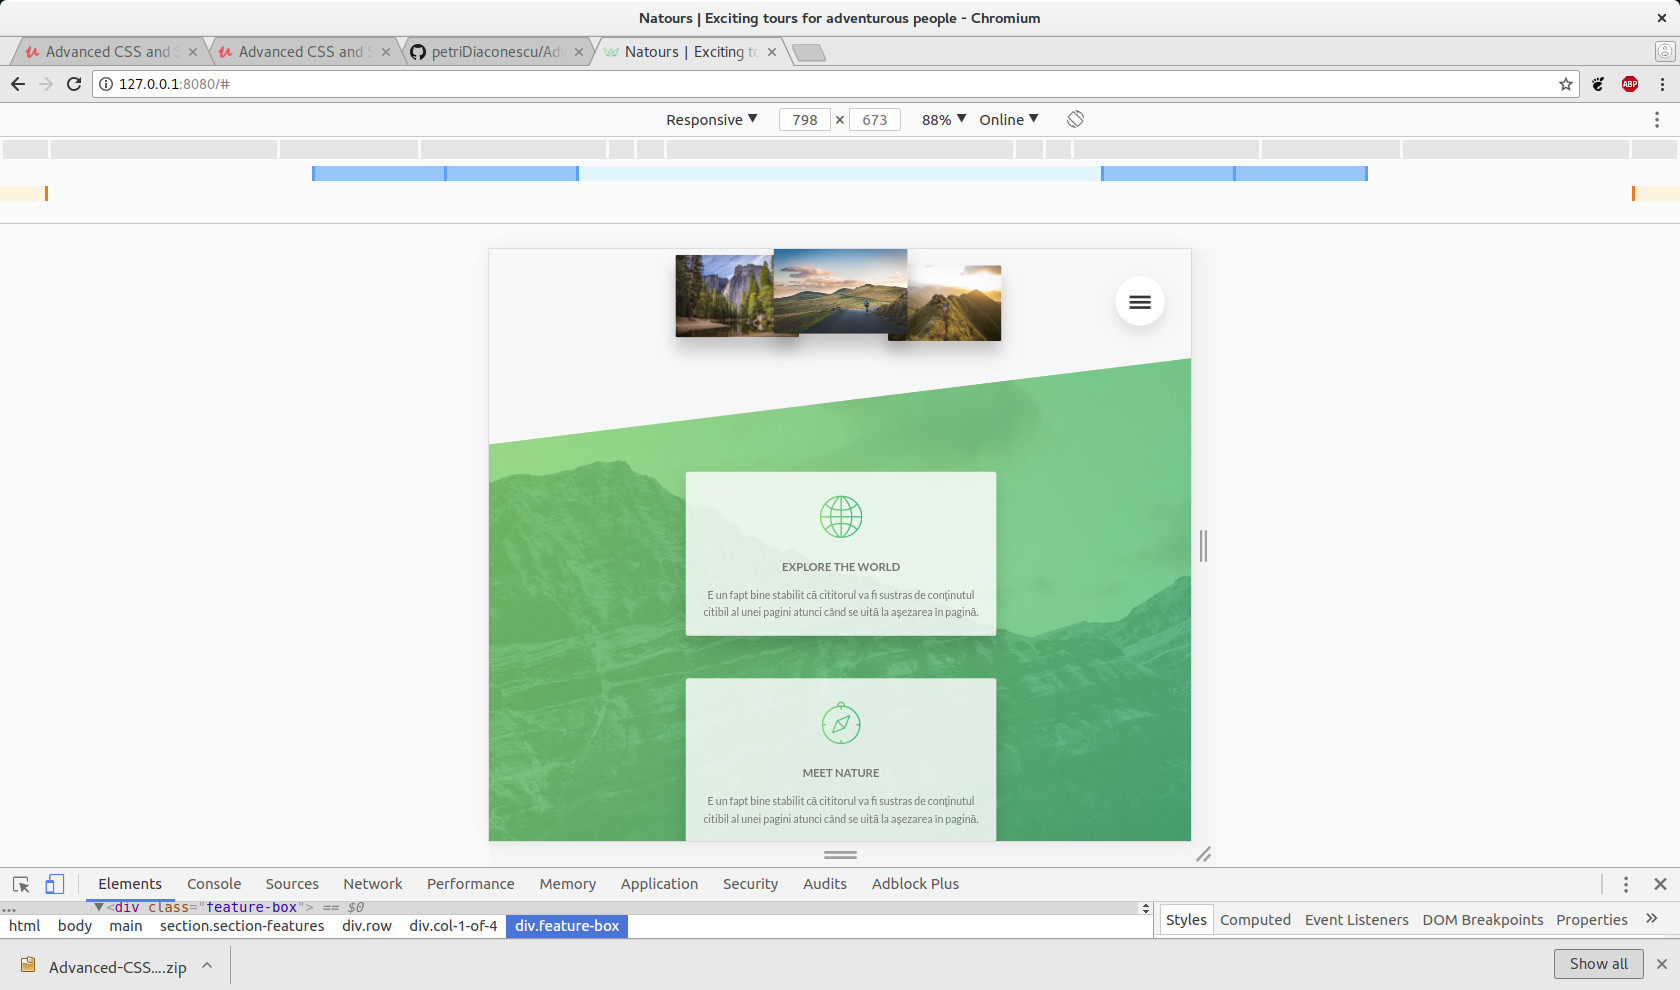 Natours | Exciting tours for adventurous people - Chromium
Advanced CSS and S
Advanced CSS and S
petriDiaconescu/Adv
Natours | Exciting to
127.0.0.1:8080/#
ABP
Responsive 798 × 673 88% Online
EXPLORE THE WORLD
E un fapt bine stabilit că cititorul va fi sustras de conținutul
citibil al unei pagini atunci când se uită la așezarea în pagină.
MEET NATURE
E un fapt bine stabilit că cititorul va fi sustras de conținutul
citibil al unei pagini atunci când se uită la așezarea în pagină.
Elements Console Sources Network Performance Memory Application Security Audits Adblock Plus
... ▼<div class="feature-box"> == $0
html body main section.section-features div.row div.col-1-of-4 div.feature-box
Styles Computed Event Listeners DOM Breakpoints Properties »
Advanced-CSS....zip
Show all